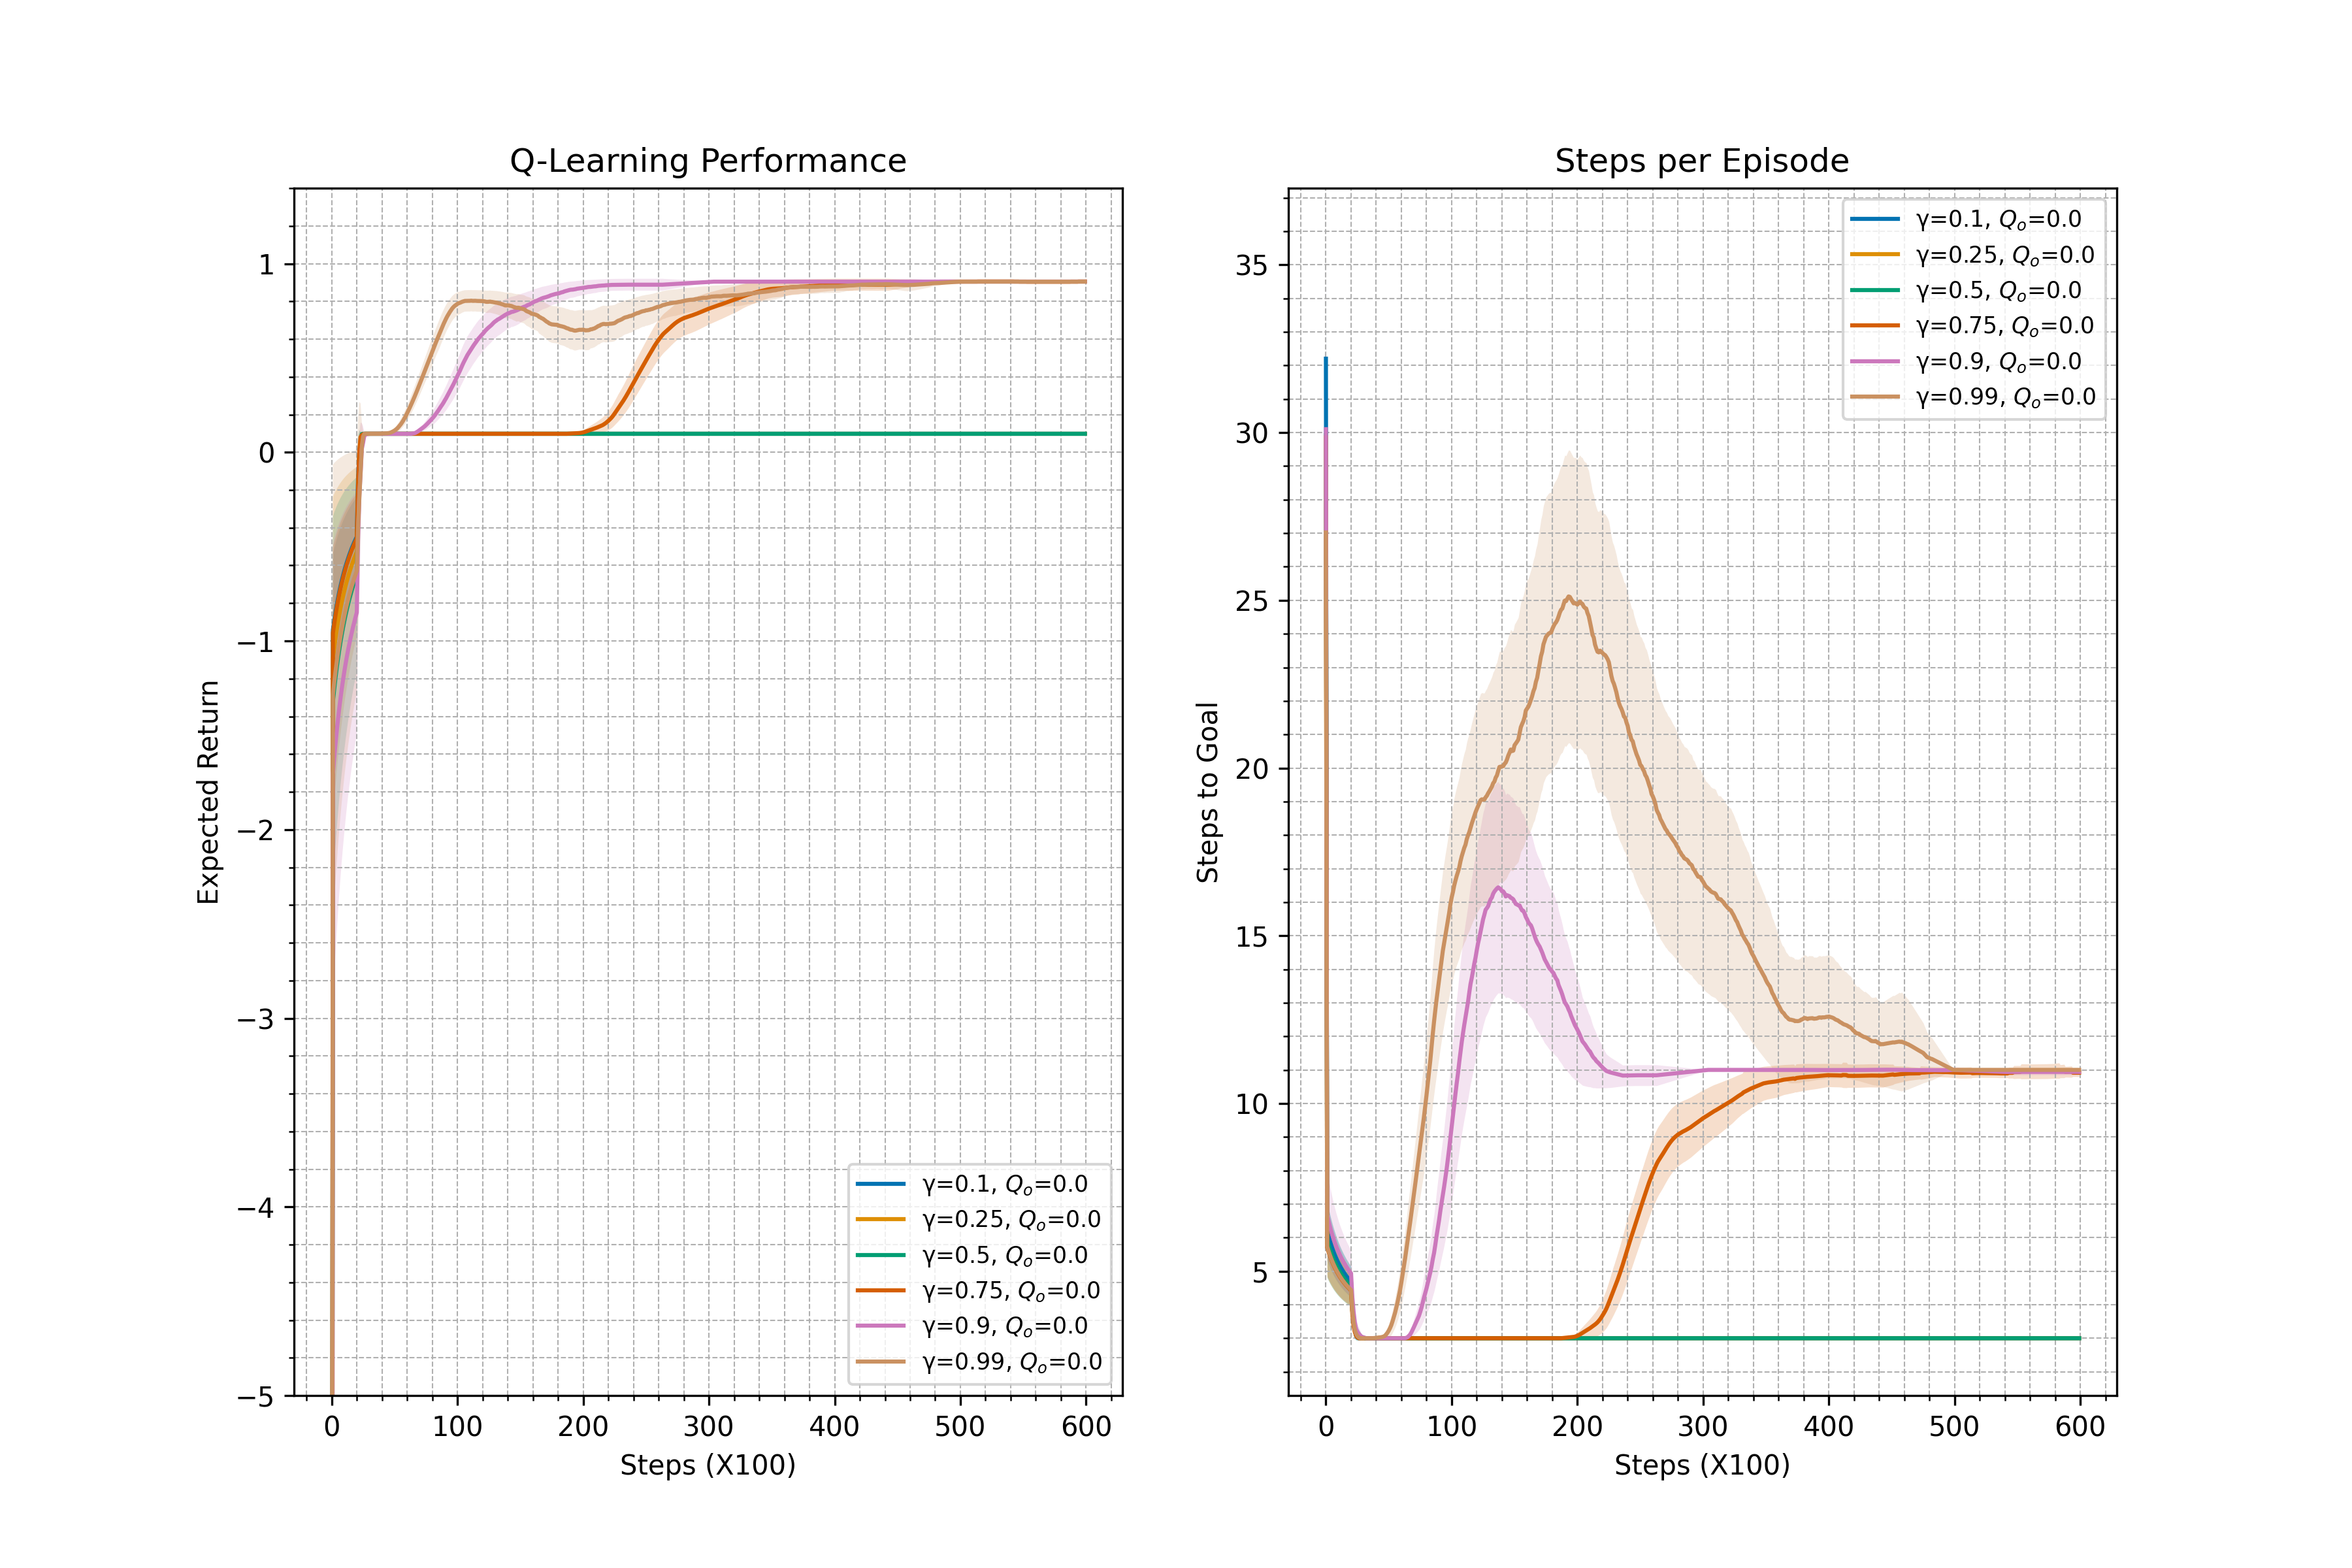 Q-Learning Performance
Expected Return
1
0
−1
−2
−3
−4
−5
0 100 200 300 400 500 600
Steps (X100)
γ=0.1, Qo=0.0
γ=0.25, Qo=0.0
γ=0.5, Qo=0.0
γ=0.75, Qo=0.0
γ=0.9, Qo=0.0
γ=0.99, Qo=0.0
Steps per Episode
Steps to Goal
35
30
25
20
15
10
5
0 100 200 300 400 500 600
Steps (X100)
γ=0.1, Qo=0.0
γ=0.25, Qo=0.0
γ=0.5, Qo=0.0
γ=0.75, Qo=0.0
γ=0.9, Qo=0.0
γ=0.99, Qo=0.0